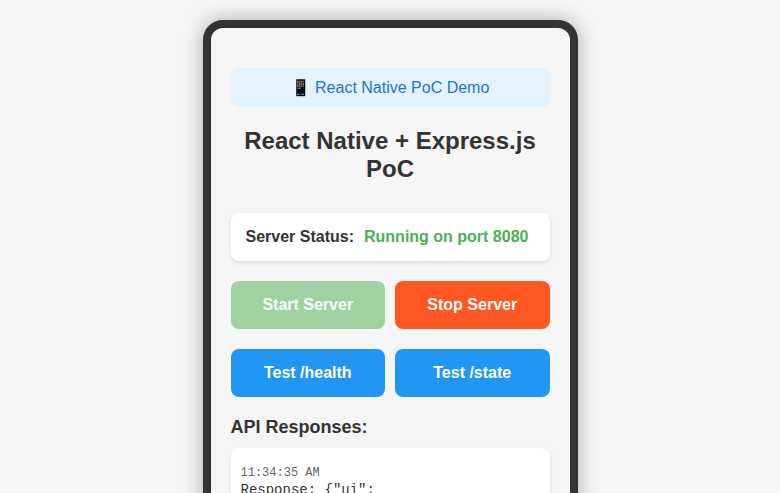 📱 React Native PoC Demo
React Native + Express.js
PoC
Server Status: Running on port 8080
Start Server
Stop Server
Test /health
Test /state
API Responses:
11:34:35 AM
Response: {"ui":